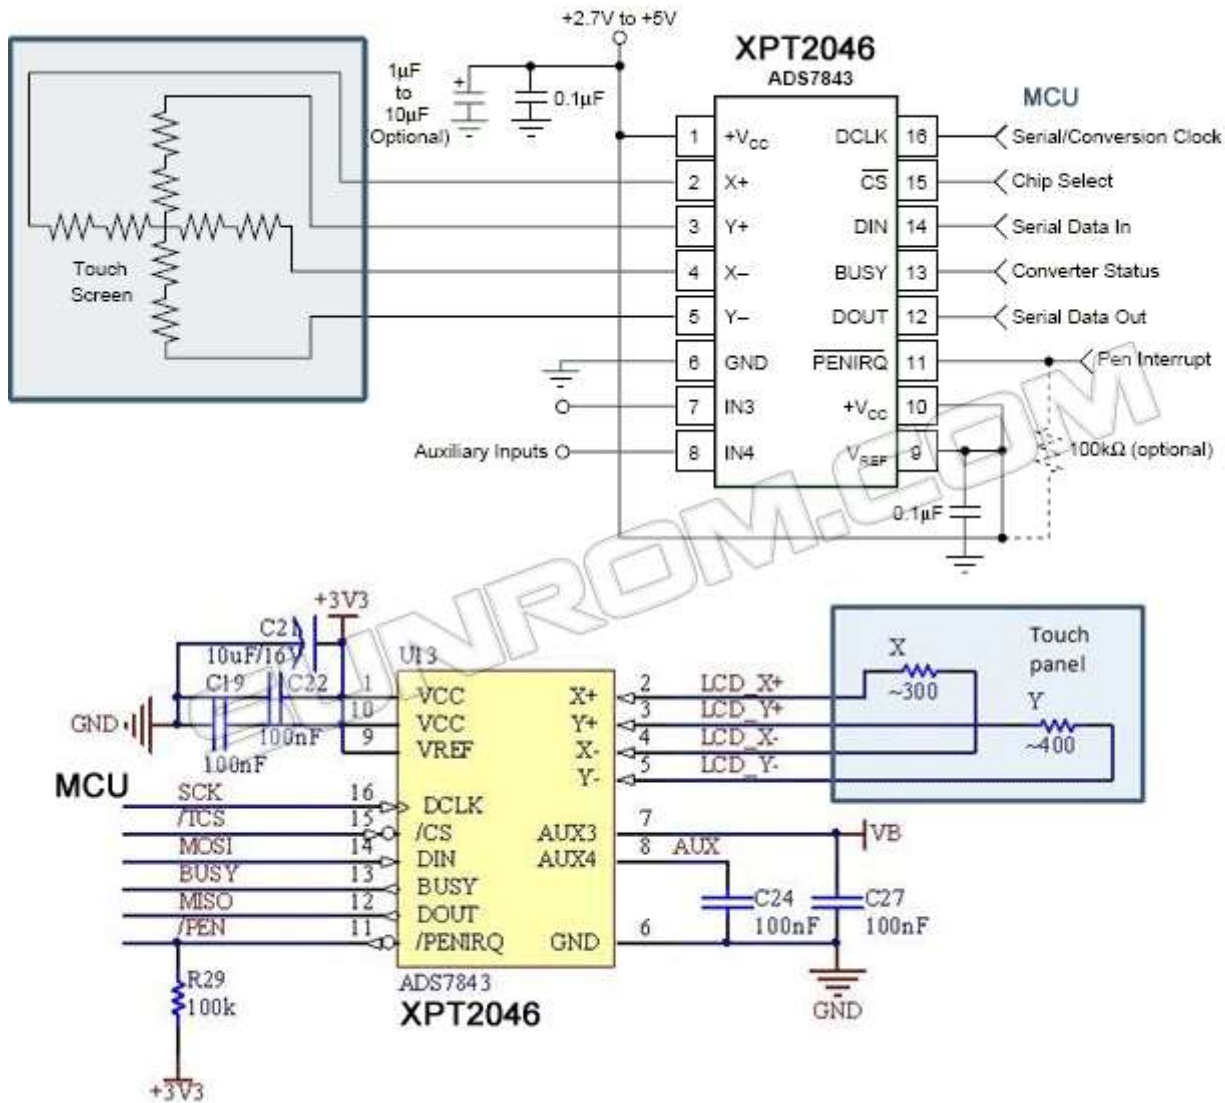 +2.7V to +5V
XPT2046
ADS7843
MCU
1µF
to
10µF
(Optional)
+
0.1µF
Touch
Screen
1 +VCC
2 X+
3 Y+
4 X–
5 Y–
6 GND
7 IN3
8 IN4
Auxiliary Inputs
DCLK 16 Serial/Conversion Clock
CS 15 Chip Select
DIN 14 Serial Data In
BUSY 13 Converter Status
DOUT 12 Serial Data Out
PENIRQ 11 Pen Interrupt
+VCC 10
VREF 9
100kΩ (optional)
0.1µF
SUNROM.COM
+3V3
C21
10uF/16V
C19 C22
100nF
100nF
GND
U13
1 VCC
10 VCC
9 VREF
MCU
SCK 16 DCLK
/TCS 15 /CS
MOSI 14 DIN
BUSY 13 BUSY
MISO 12 DOUT
/PEN 11 /PENIRQ
X+ 2 LCD_X+
Y+ 3 LCD_Y+
X- 4 LCD_X-
Y- 5 LCD_Y-
AUX3 7 VB
AUX4 8 AUX
GND 6
X
~300
Touch
panel
Y
~400
C24
100nF
C27
100nF
GND
ADS7843
XPT2046
R29
100k
+3V3